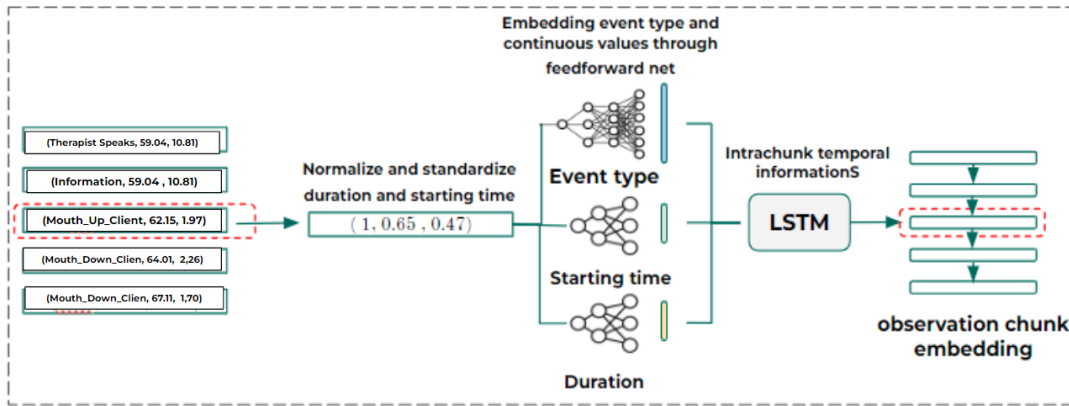 Embedding event type and
continuous values through
feedforward net
(Therapist Speaks, 59.04, 10.81)
(Information, 59.04 , 10.81)
(Mouth_Up_Client, 62.15, 1.97)
(Mouth_Down_Clien, 64.01, 2,26)
(Mouth_Down_Clien, 67.11, 1,70)
Normalize and standardize
duration and starting time
( 1, 0.65 , 0.47)
Event type
Starting time
Duration
Intrachunk temporal
informationS
LSTM
observation chunk
embedding